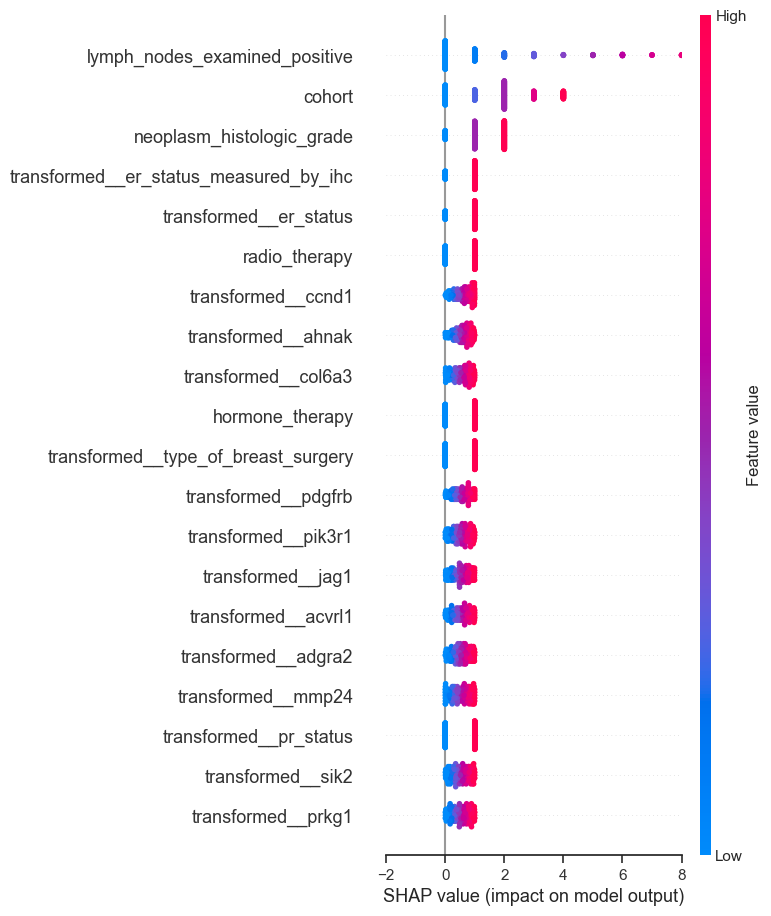 High
lymph_nodes_examined_positive
cohort
neoplasm_histologic_grade
transformed__er_status_measured_by_ihc
transformed__er_status
radio_therapy
transformed__ccnd1
transformed__ahnak
transformed__col6a3
hormone_therapy
transformed__type_of_breast_surgery
transformed__pdgfrb
transformed__pik3r1
transformed__jag1
transformed__acvrl1
transformed__adgra2
transformed__mmp24
transformed__pr_status
transformed__sik2
transformed__prkg1
Feature value
Low
−2 0 2 4 6 8
SHAP value (impact on model output)